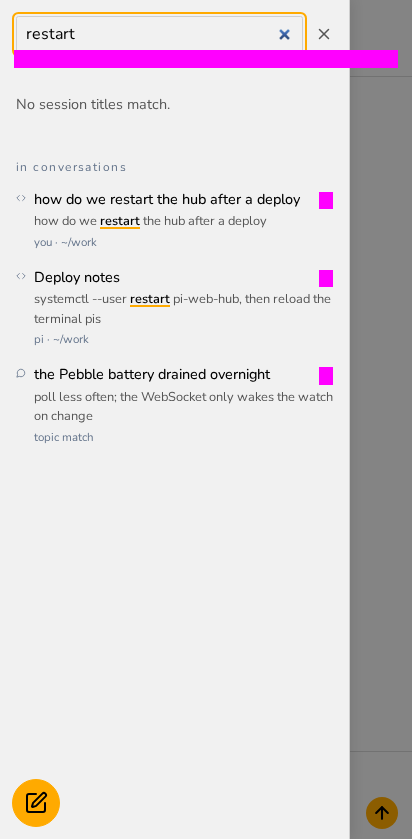 restart
No session titles match.
in conversations
how do we restart the hub after a deploy
how do we restart the hub after a deploy
you · ~/work
Deploy notes
systemctl --user restart pi-web-hub, then reload the
terminal pis
pi · ~/work
the Pebble battery drained overnight
poll less often; the WebSocket only wakes the watch
on change
topic match